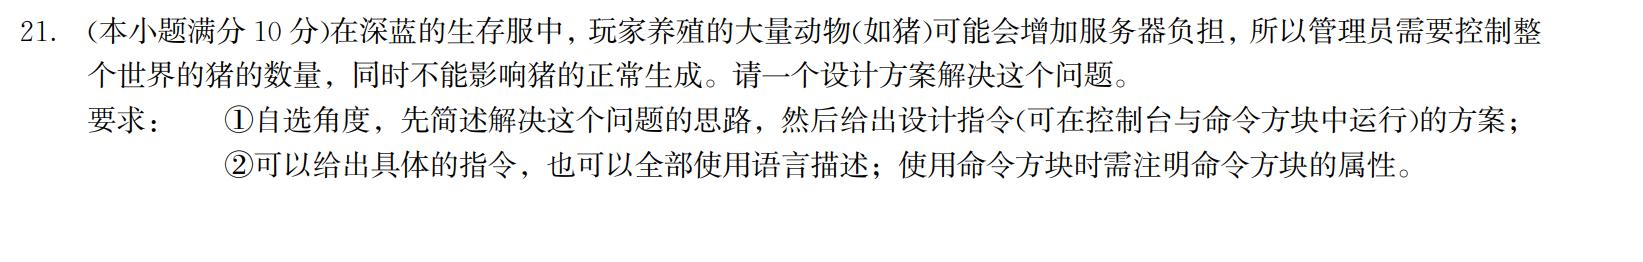 21. (本小题满分 10 分)在深蓝的生存服中，玩家养殖的大量动物(如猪)可能会增加服务器负担，所以管理员需要控制整
个世界的猪的数量，同时不能影响猪的正常生成。请一个设计方案解决这个问题。
要求： ①自选角度，先简述解决这个问题的思路，然后给出设计指令(可在控制台与命令方块中运行)的方案；
②可以给出具体的指令，也可以全部使用语言描述；使用命令方块时需注明命令方块的属性。